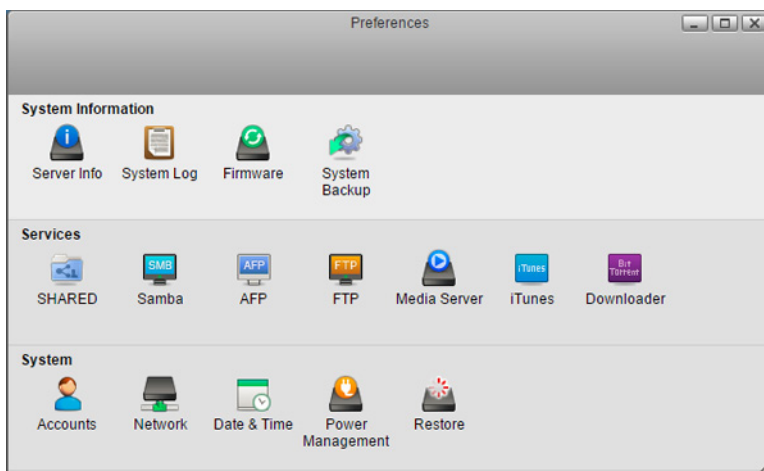 Preferences
System Information
Server Info
System Log
Firmware
System
Backup
Services
SMB
AFP
FTP
iTunes
Bit
Torrent
SHARED
Samba
AFP
FTP
Media Server
iTunes
Downloader
System
Accounts
Network
Date & Time
Power
Management
Restore